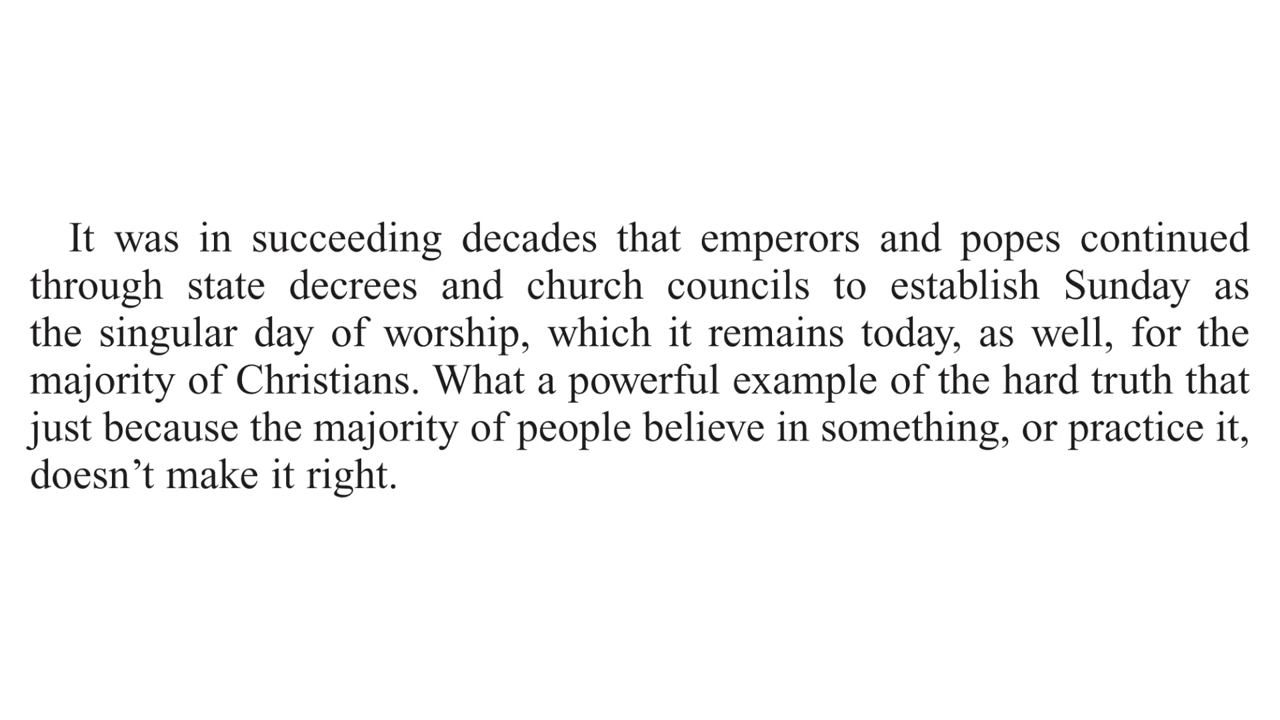 It was in succeeding decades that emperors and popes continued
through state decrees and church councils to establish Sunday as
the singular day of worship, which it remains today, as well, for the
majority of Christians. What a powerful example of the hard truth that
just because the majority of people believe in something, or practice it,
doesn’t make it right.